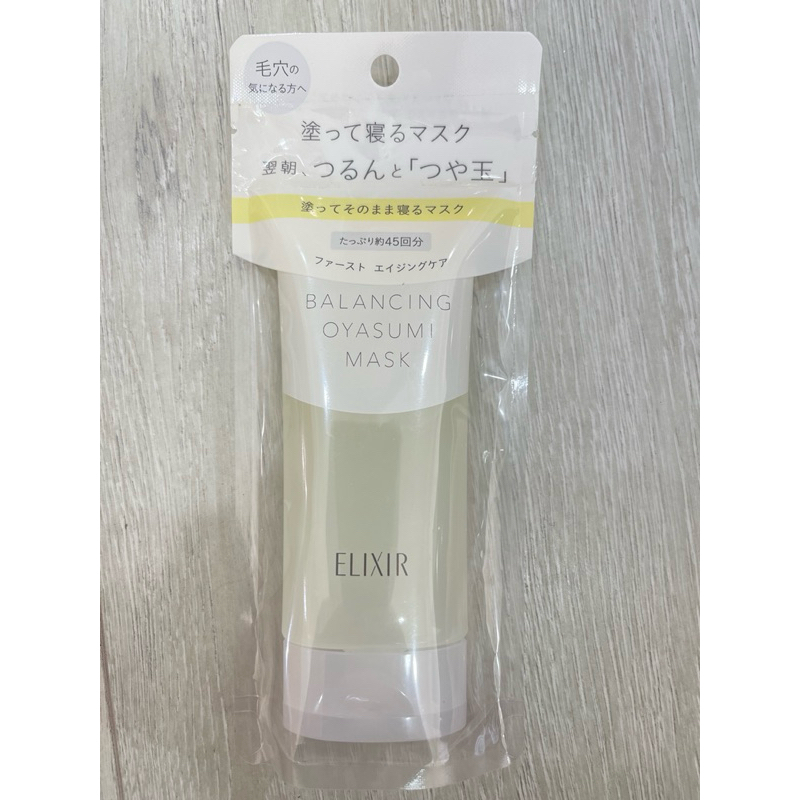 毛穴の
気になる方へ
塗って寝るマスク
翌朝、つるんと「つや玉」
塗ってそのまま寝るマスク
たっぷり約45回分
ファースト エイジングケア
BALANCING
OYASUMI
MASK
ELIXIR